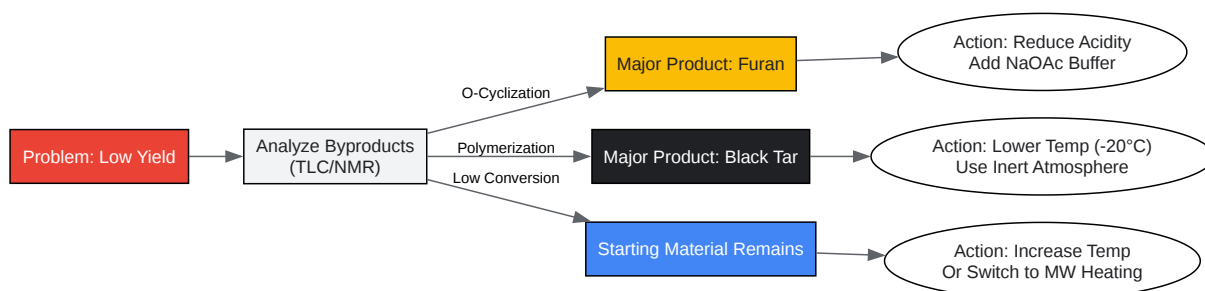 Problem: Low Yield
Analyze Byproducts
(TLC/NMR)
O-Cyclization
Major Product: Furan
Action: Reduce Acidity
Add NaOAc Buffer
Polymerization
Major Product: Black Tar
Action: Lower Temp (-20°C)
Use Inert Atmosphere
Low Conversion
Starting Material Remains
Action: Increase Temp
Or Switch to MW Heating